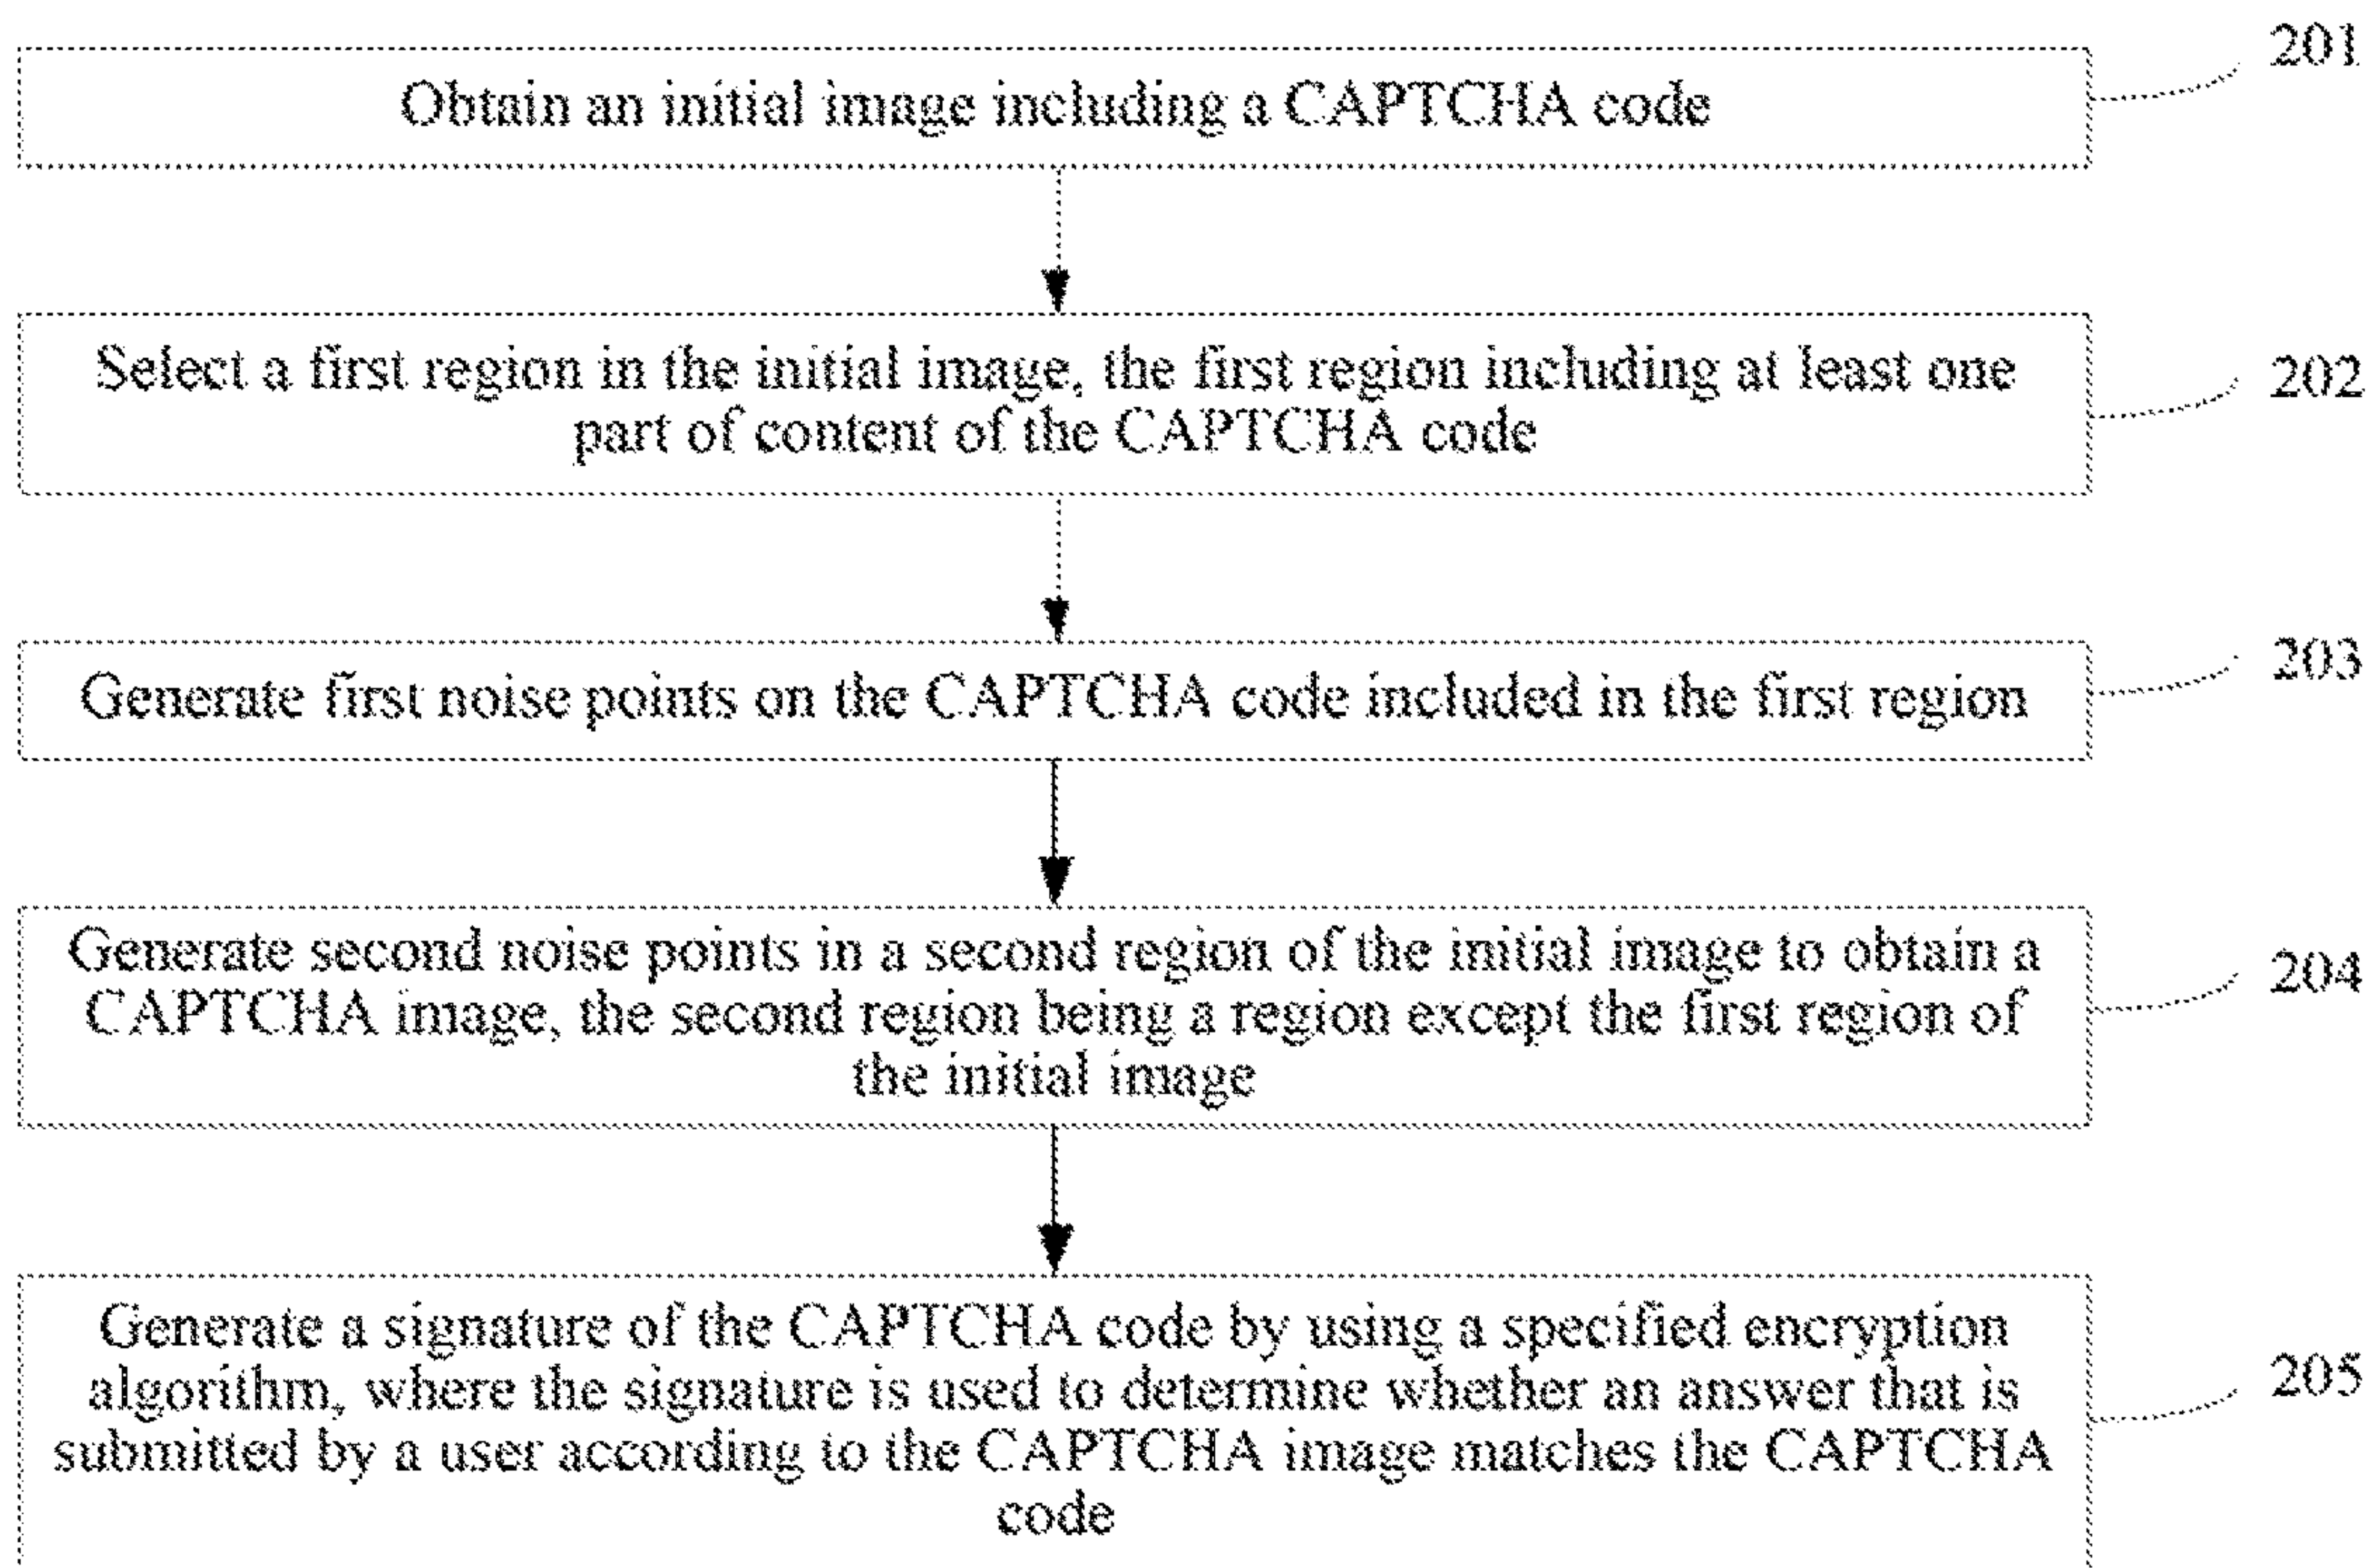 Obtain an initial image including a CAPTCHA code
201
Select a first region in the initial image, the first region including at least one
part of content of the CAPTCHA code
202
Generate first noise points on the CAPTCHA code included in the first region
203
Generate second noise points in a second region of the initial image to obtain a
CAPTCHA image, the second region being a region except the first region of
the initial image
204
Generate a signature of the CAPTCHA code by using a specified encryption
algorithm, where the signature is used to determine whether an answer that is
submitted by a user according to the CAPTCHA image matches the CAPTCHA
code
205